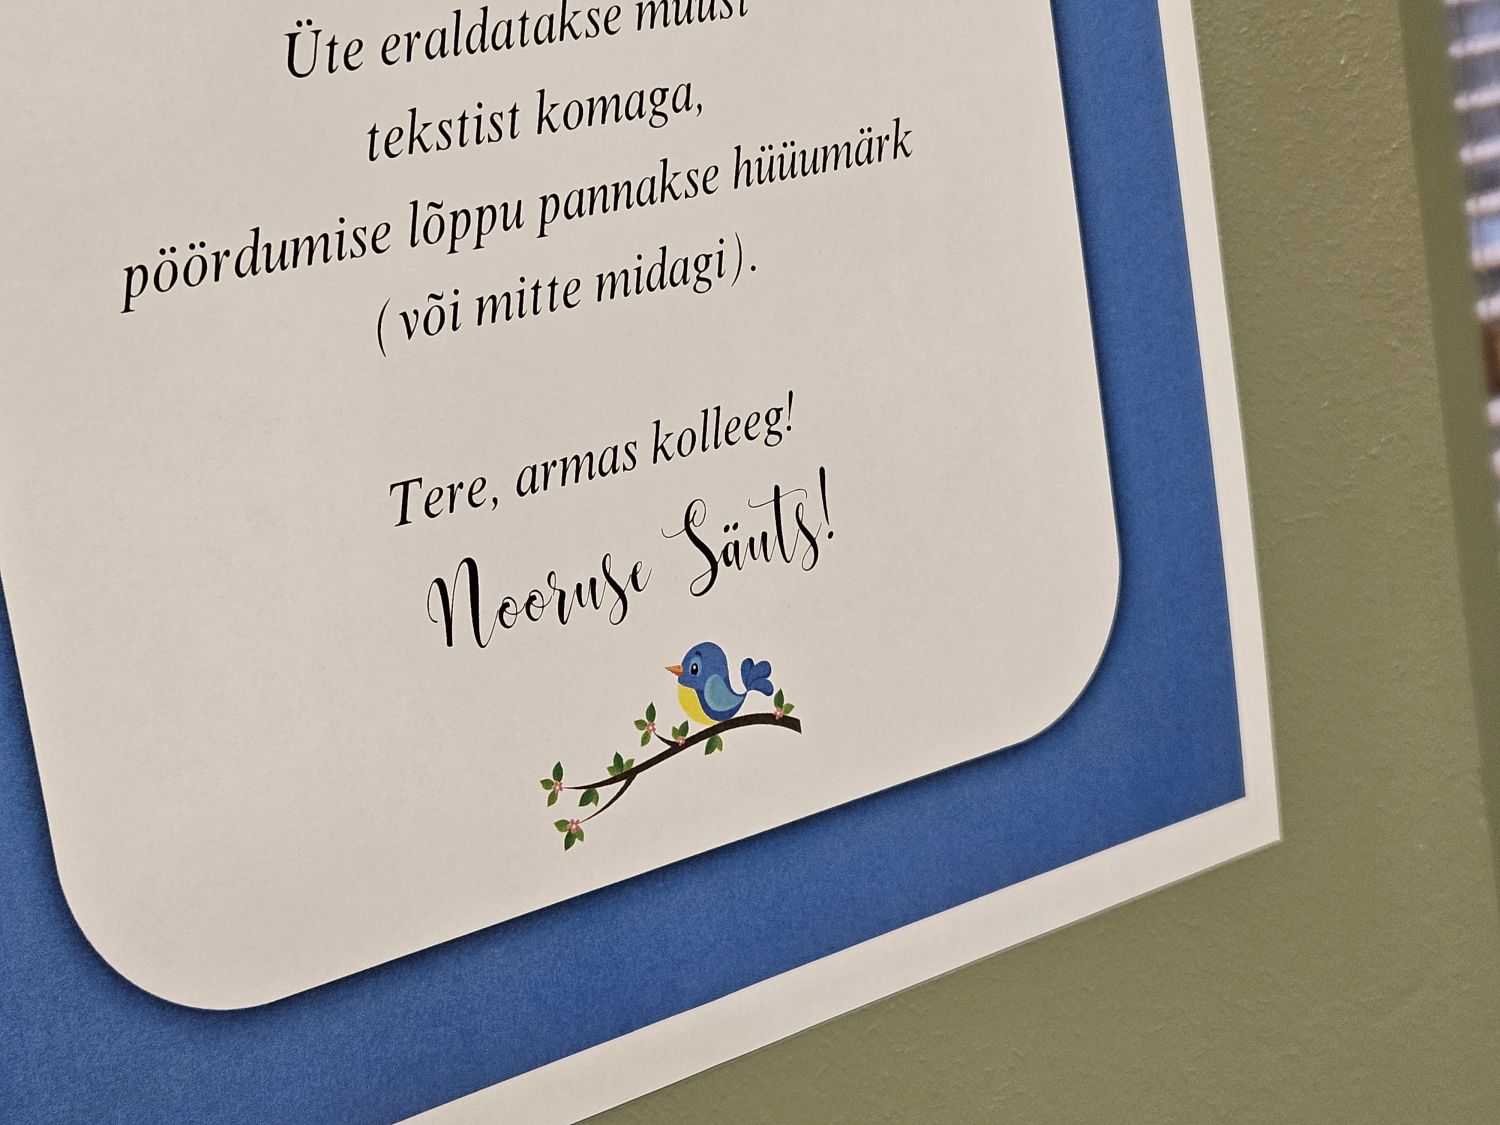 Üte eraldatakse muust
tekstist komaga,
pöördumise lõppu pannakse hüüumärk
(või mitte midagi).
Tere, armas kolleeg!
Nooruse Säuts!